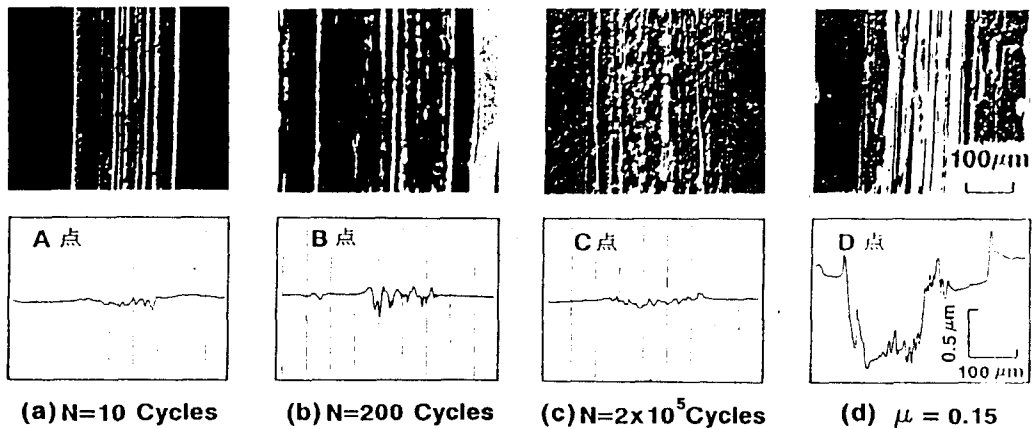 100μm
A 点
B 点
C 点
D 点
0.5 μm
100 μm
(a) N=10 Cycles
(b) N=200 Cycles
(c) N=2x10⁵Cycles
(d) μ = 0.15